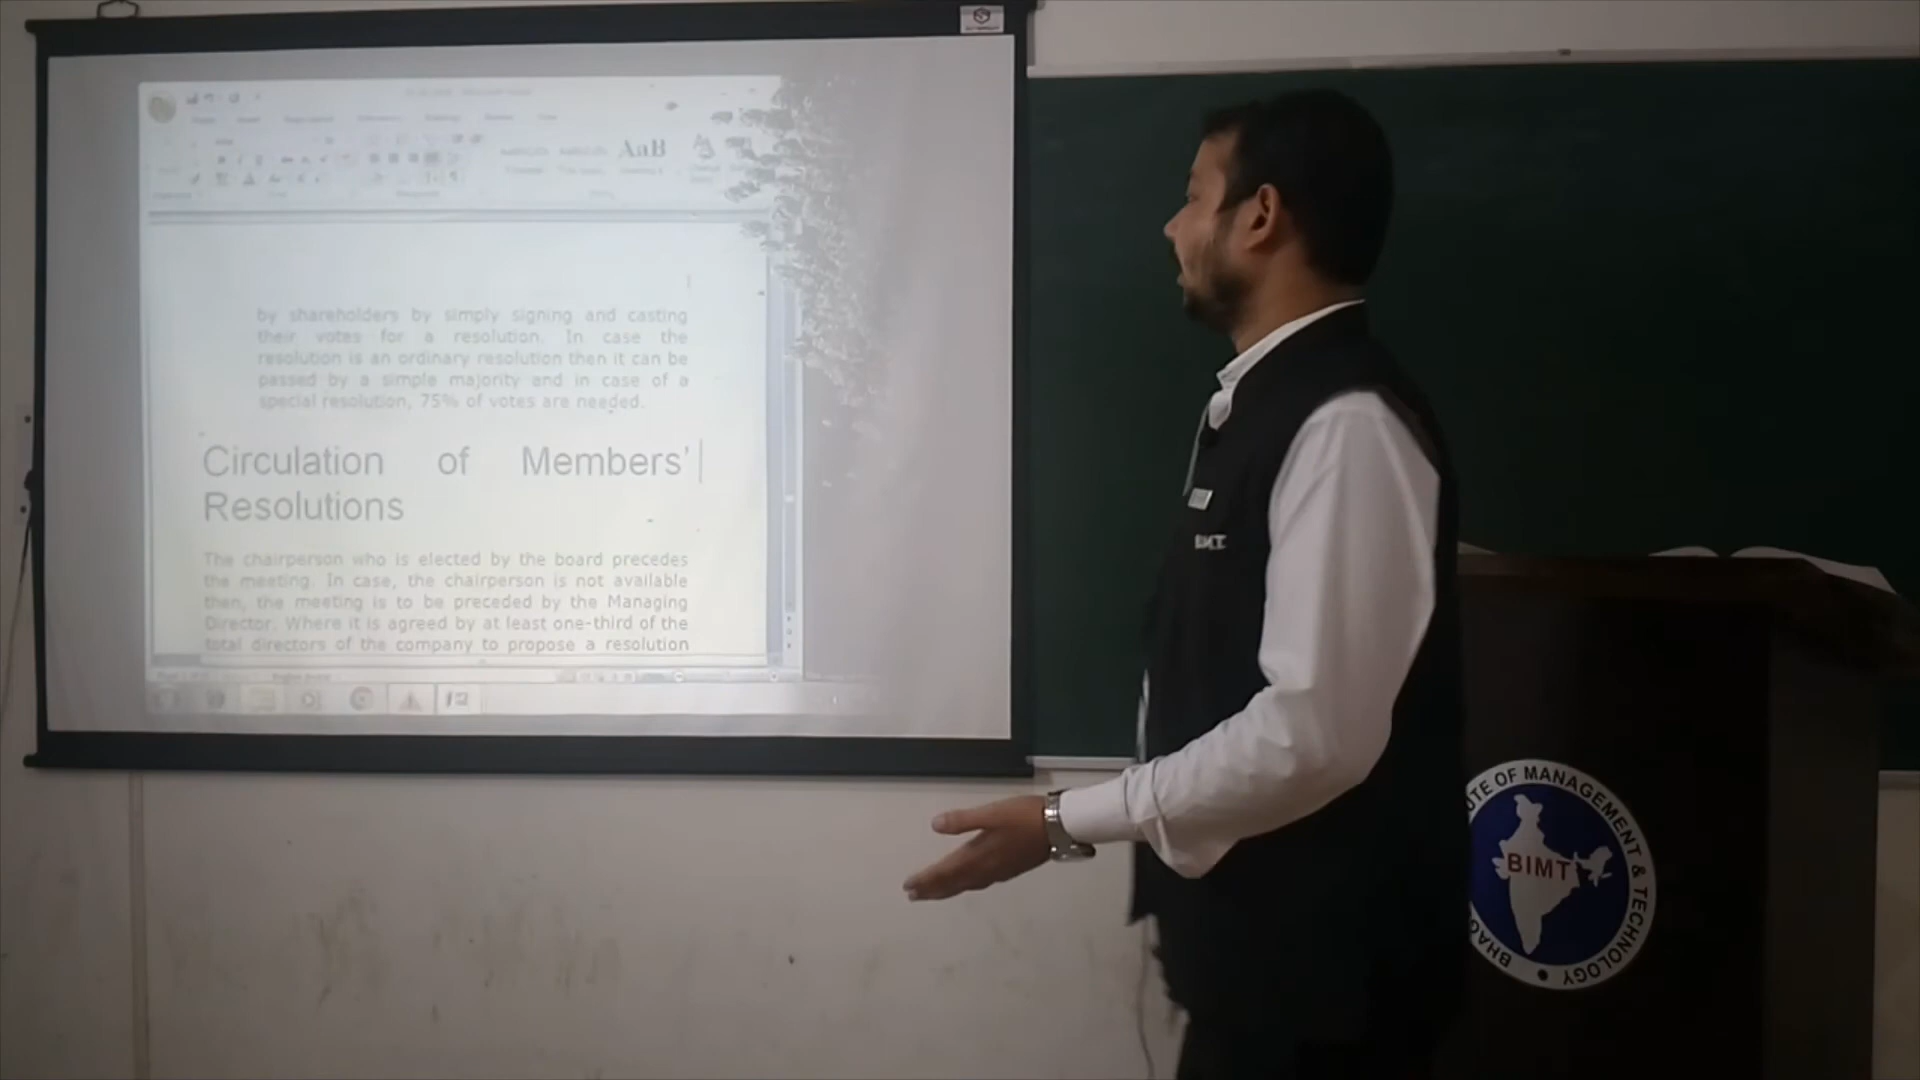 AaB
by shareholders by simply signing and casting
their votes for a resolution. In case the
resolution is an ordinary resolution then it can be
passed by a simple majority and in case of a
special resolution, 75% of votes are needed.
Circulation of Members'
Resolutions
The chairperson who is elected by the board precedes
the meeting. In case, the chairperson is not available
then, the meeting is to be preceded by the Managing
Director. Where it is agreed by at least one-third of the
total directors of the company to propose a resolution
OF MANAGEMENT & TECHNOLOGY
BIMT